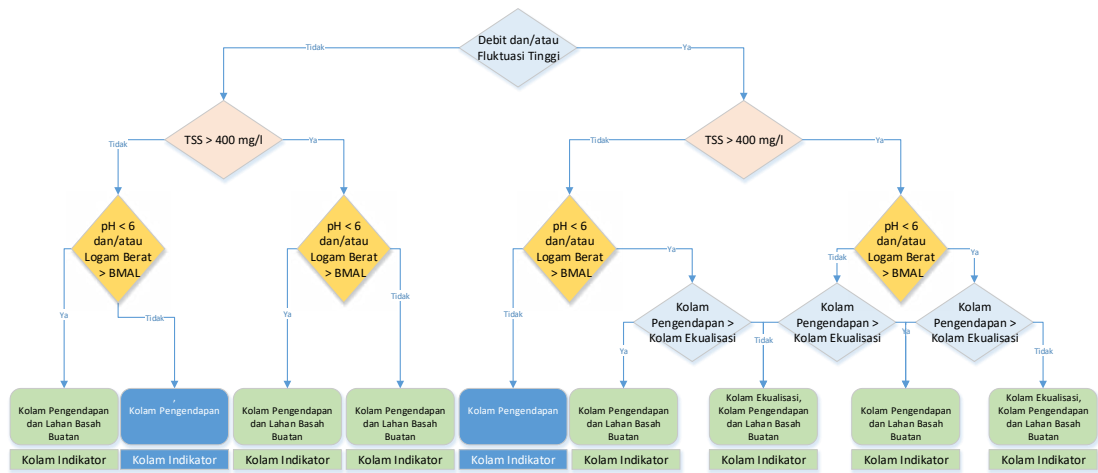 Debit dan/atau
Fluktuasi Tinggi
Tidak
Ya
TSS > 400 mg/l
TSS > 400 mg/l
Tidak
Ya
Tidak
Ya
pH < 6
dan/atau
Logam Berat
> BMAL
pH < 6
dan/atau
Logam Berat
> BMAL
pH < 6
dan/atau
Logam Berat
> BMAL
pH < 6
dan/atau
Logam Berat
> BMAL
Ya
Tidak
Ya
Tidak
Tidak
Ya
Tidak
Ya
Kolam
Pengendapan >
Kolam Ekualisasi
Kolam
Pengendapan >
Kolam Ekualisasi
Kolam
Pengendapan >
Kolam Ekualisasi
Ya
Tidak
Ya
Tidak
Kolam Pengendapan
dan Lahan Basah
Buatan
,
Kolam Pengendapan
Kolam Pengendapan
dan Lahan Basah
Buatan
Kolam Pengendapan
dan Lahan Basah
Buatan
Kolam Pengendapan
Kolam Pengendapan
dan Lahan Basah
Buatan
Kolam Ekualisasi,
Kolam Pengendapan
dan Lahan Basah
Buatan
Kolam Pengendapan
dan Lahan Basah
Buatan
Kolam Ekualisasi,
Kolam Pengendapan
dan Lahan Basah
Buatan
Kolam Indikator
Kolam Indikator
Kolam Indikator
Kolam Indikator
Kolam Indikator
Kolam Indikator
Kolam Indikator
Kolam Indikator
Kolam Indikator